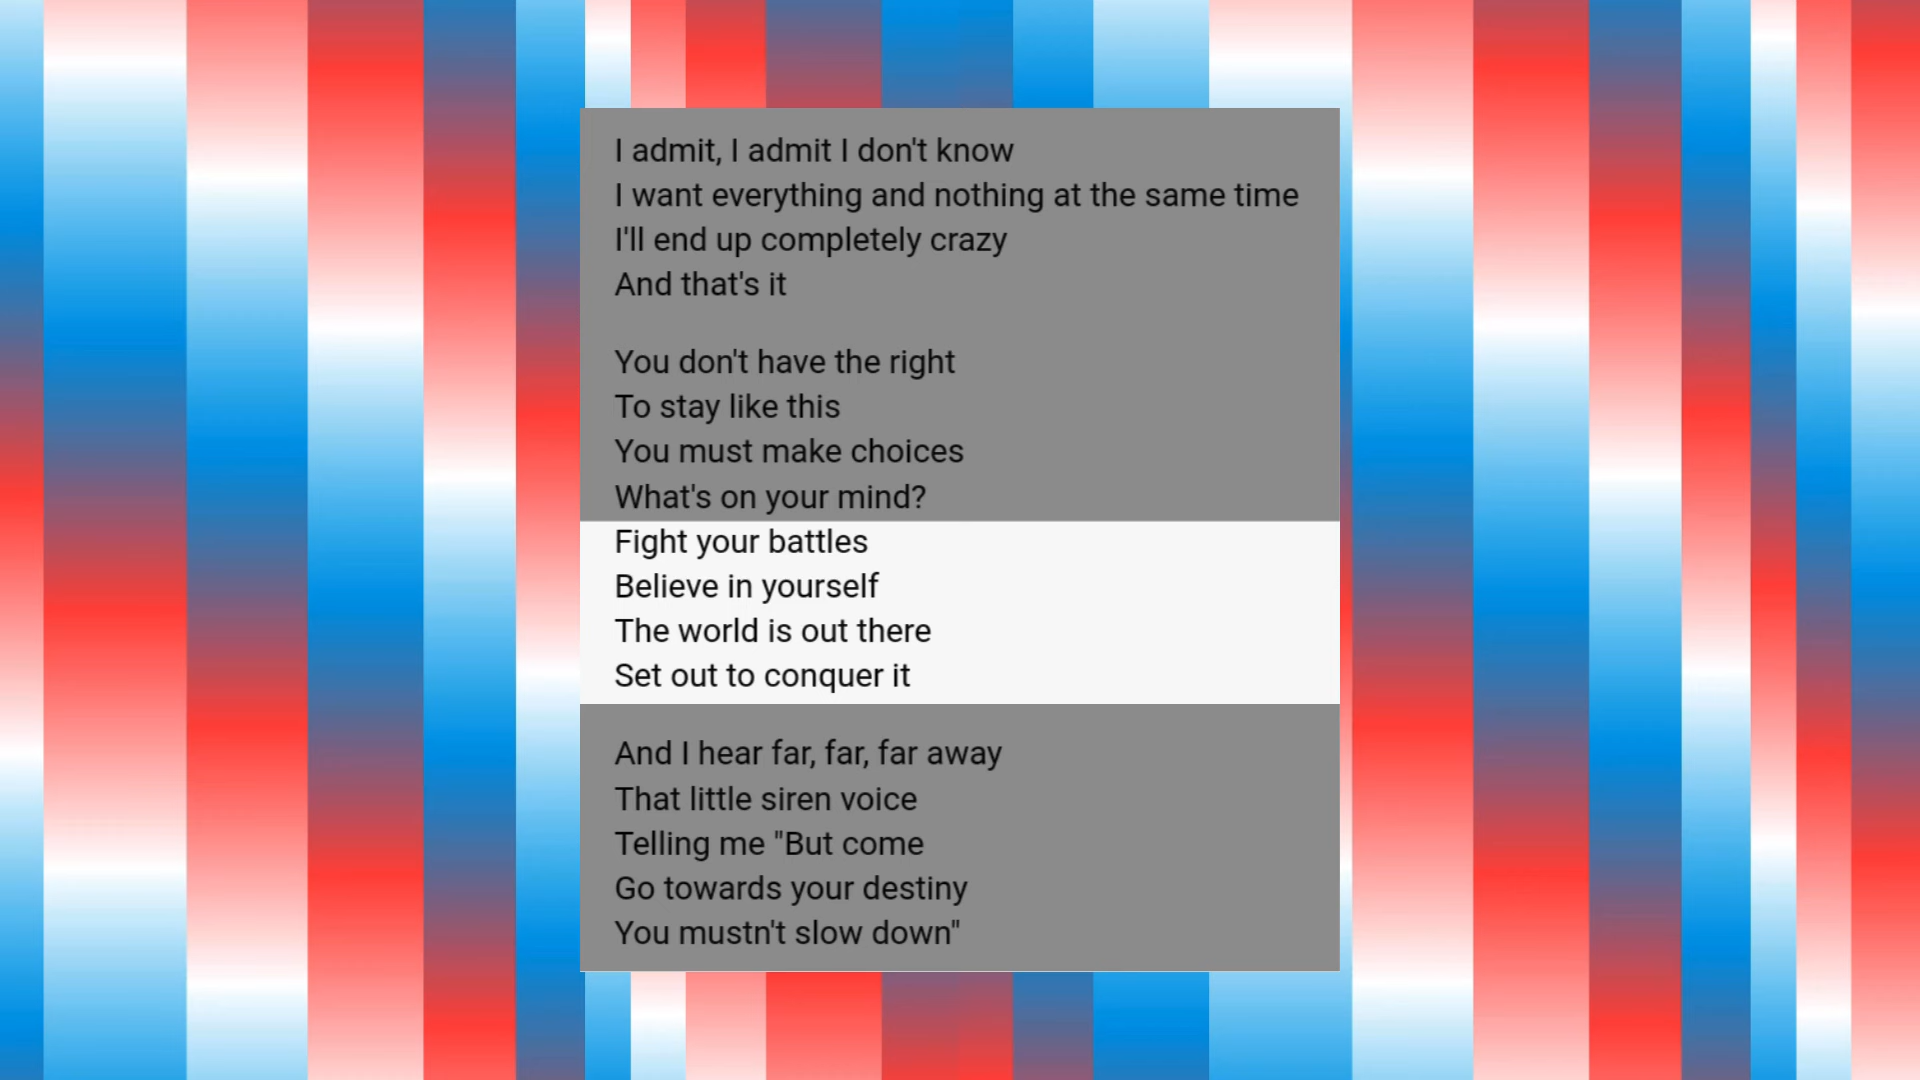 I admit, I admit I don't know
I want everything and nothing at the same time
I'll end up completely crazy
And that's it
You don't have the right
To stay like this
You must make choices
What's on your mind?
Fight your battles
Believe in yourself
The world is out there
Set out to conquer it
And I hear far, far, far away
That little siren voice
Telling me "But come
Go towards your destiny
You mustn't slow down"